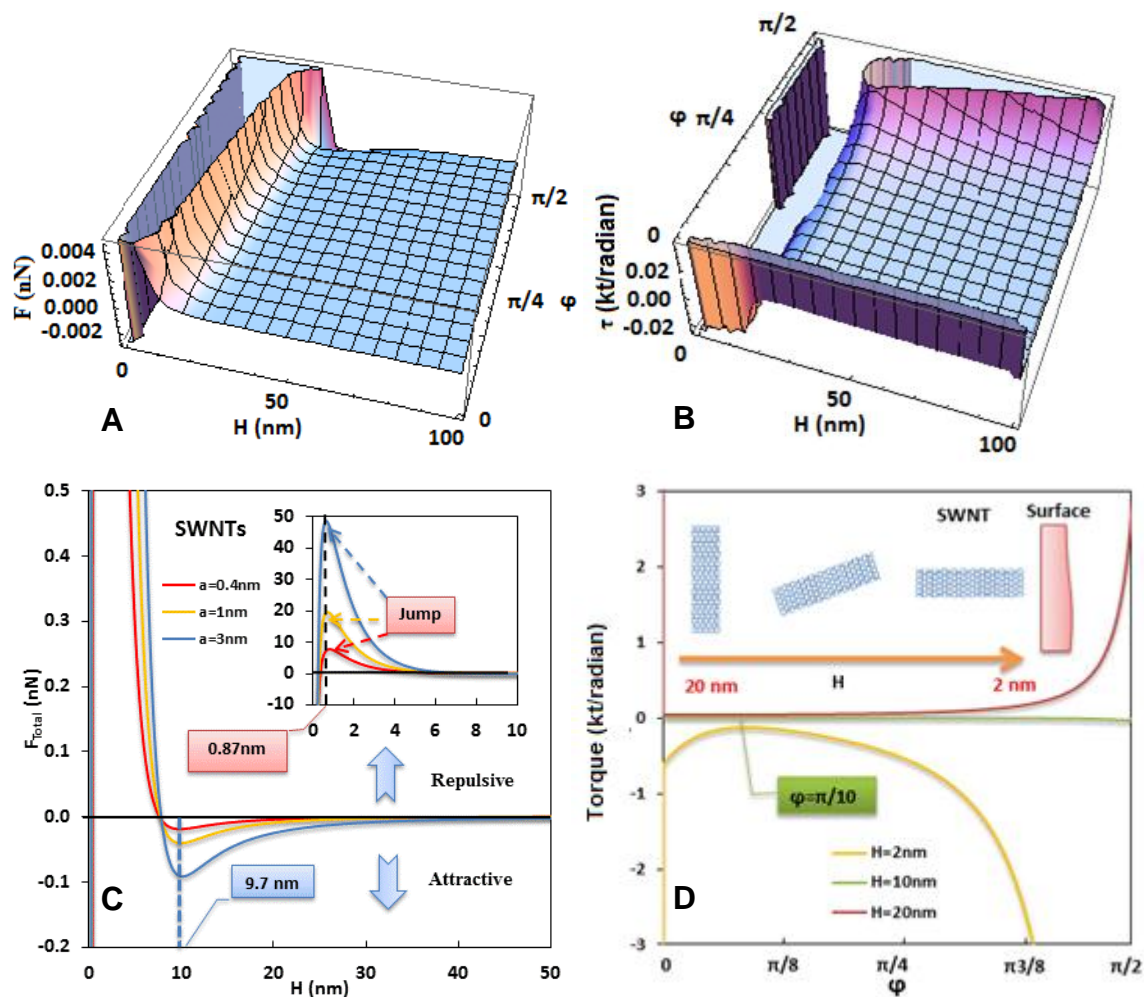 π/2
φ
π/4
0
0.02
0.00
-0.02
τ (kt/radian)
0
50
100
H (nm)
B
0.004
0.002
0.000
-0.002
F (nN)
0
50
100
H (nm)
π/2
π/4
φ
0
A
0.5
0.4
0.3
0.2
0.1
0.0
-0.1
-0.2
F_Total (nN)
SWNTs
a=0.4nm
a=1nm
a=3nm
50
40
30
20
10
0
-10
0 2 4 6 8 10
Jump
0.87nm
Repulsive
9.7 nm
Attractive
C
0 10 20 30 40 50
H (nm)
3
2
1
0
-1
-2
-3
Torque (kt/radian)
SWNT
Surface
20 nm
H
2 nm
φ=π/10
H=2nm
H=10nm
H=20nm
D
0 π/8 π/4 π3/8 π/2
φ